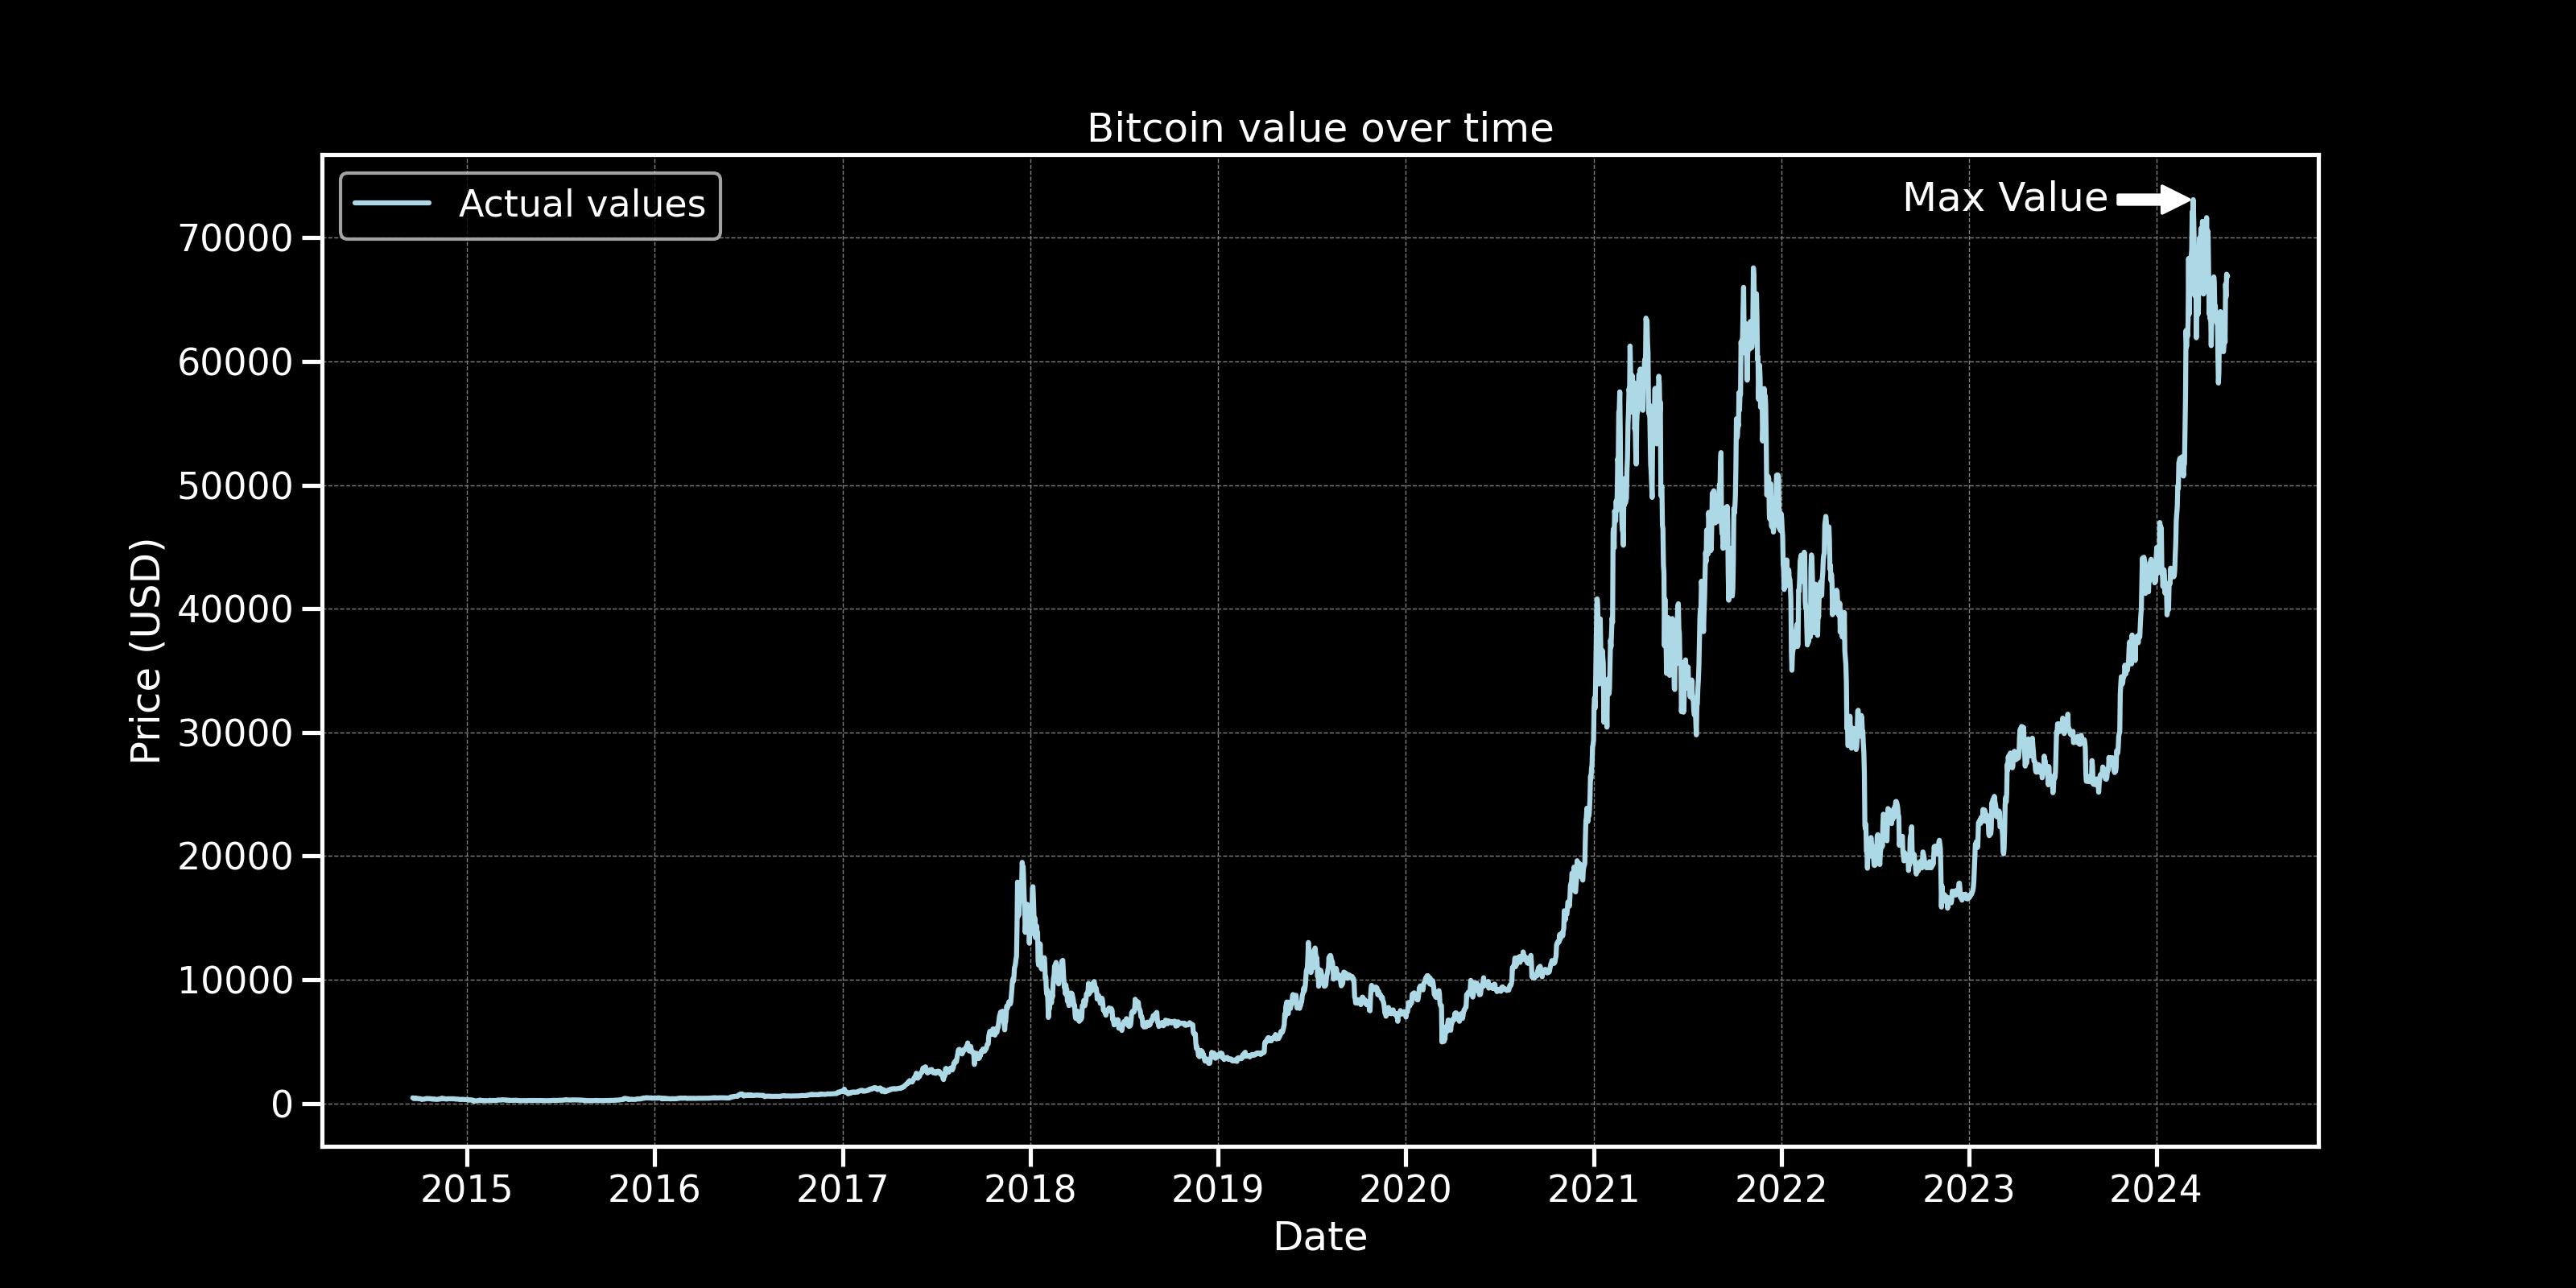 Bitcoin value over time
Actual values
Max Value
Price (USD)
70000
60000
50000
40000
30000
20000
10000
0
2015 2016 2017 2018 2019 2020 2021 2022 2023 2024
Date